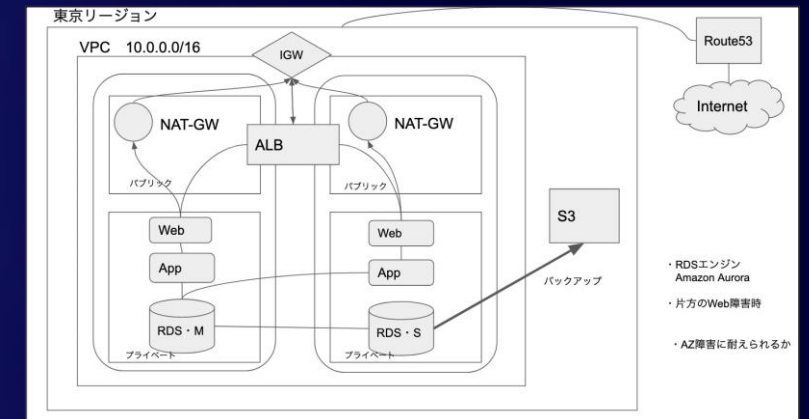 東京リージョン
VPC 10.0.0.0/16
IGW
Route53
Internet
NAT-GW
ALB
NAT-GW
パブリック
パブリック
Web
Web
App
App
RDS・M
RDS・S
プライベート
プライベート
S3
バックアップ
・RDSエンジン
Amazon Aurora
・片方のWeb障害時
・AZ障害に耐えられるか